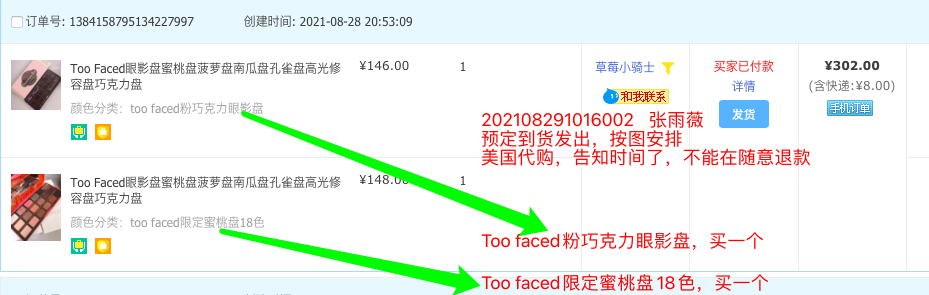 订单号: 1384158795134227997 创建时间: 2021-08-28 20:53:09
Too Faced眼影盘蜜桃盘菠萝盘南瓜盘孔雀盘高光修
容盘巧克力盘
颜色分类: too faced粉巧克力眼影盘
¥146.00
1
草莓小骑士
和我联系
买家已付款
详情
发货
¥302.00
(含快递:¥8.00)
手机订单
202108291016002 张雨薇
预定到货发出，按图安排
美国代购，告知时间了，不能在随意退款
Too Faced眼影盘蜜桃盘菠萝盘南瓜盘孔雀盘高光修
容盘巧克力盘
颜色分类: too faced限定蜜桃盘18色
¥148.00
1
Too faced粉巧克力眼影盘，买一个
Too faced限定蜜桃盘18色，买一个